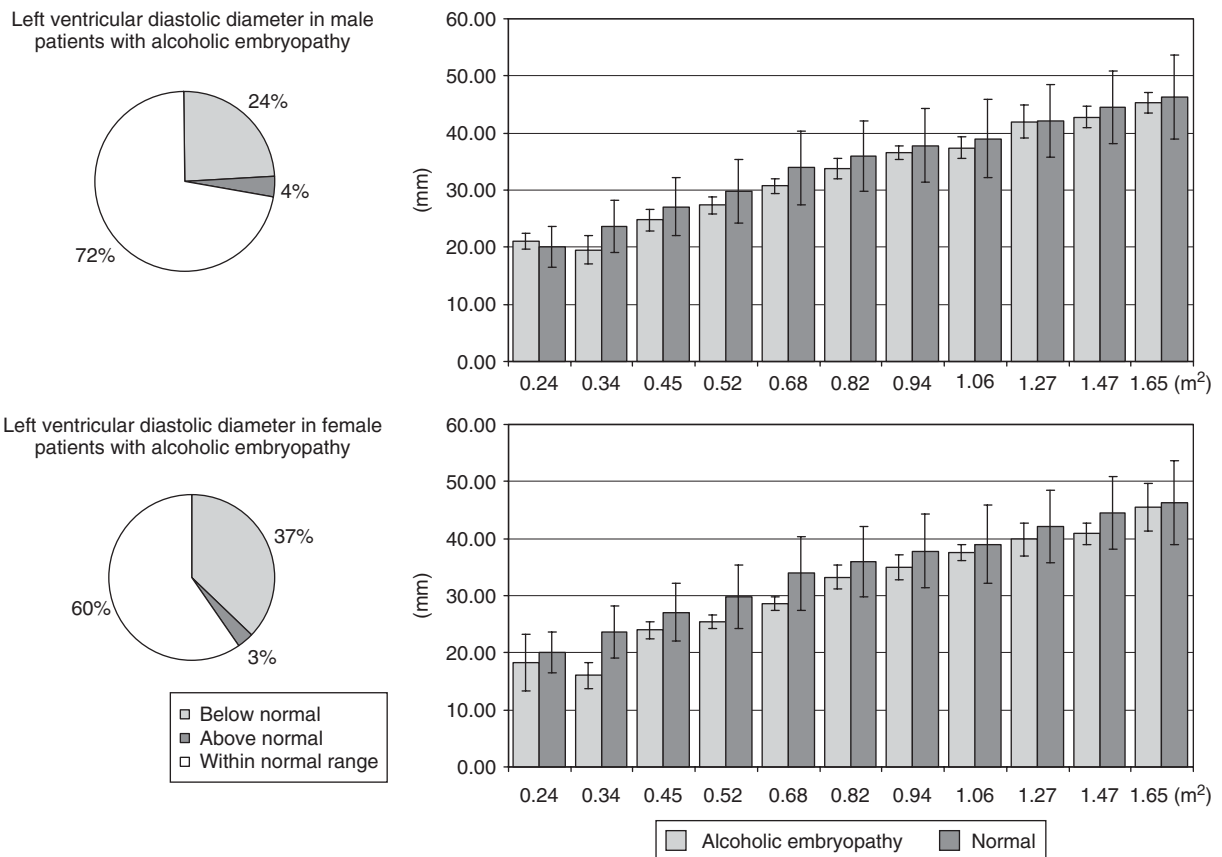 Left ventricular diastolic diameter in male
patients with alcoholic embryopathy
24%
4%
72%
60.00
50.00
40.00
30.00
20.00
10.00
0.00
(mm)
0.24 0.34 0.45 0.52 0.68 0.82 0.94 1.06 1.27 1.47 1.65 (m²)
Left ventricular diastolic diameter in female
patients with alcoholic embryopathy
37%
60%
3%
Below normal
Above normal
Within normal range
60.00
50.00
40.00
30.00
20.00
10.00
0.00
(mm)
0.24 0.34 0.45 0.52 0.68 0.82 0.94 1.06 1.27 1.47 1.65 (m²)
Alcoholic embryopathy Normal